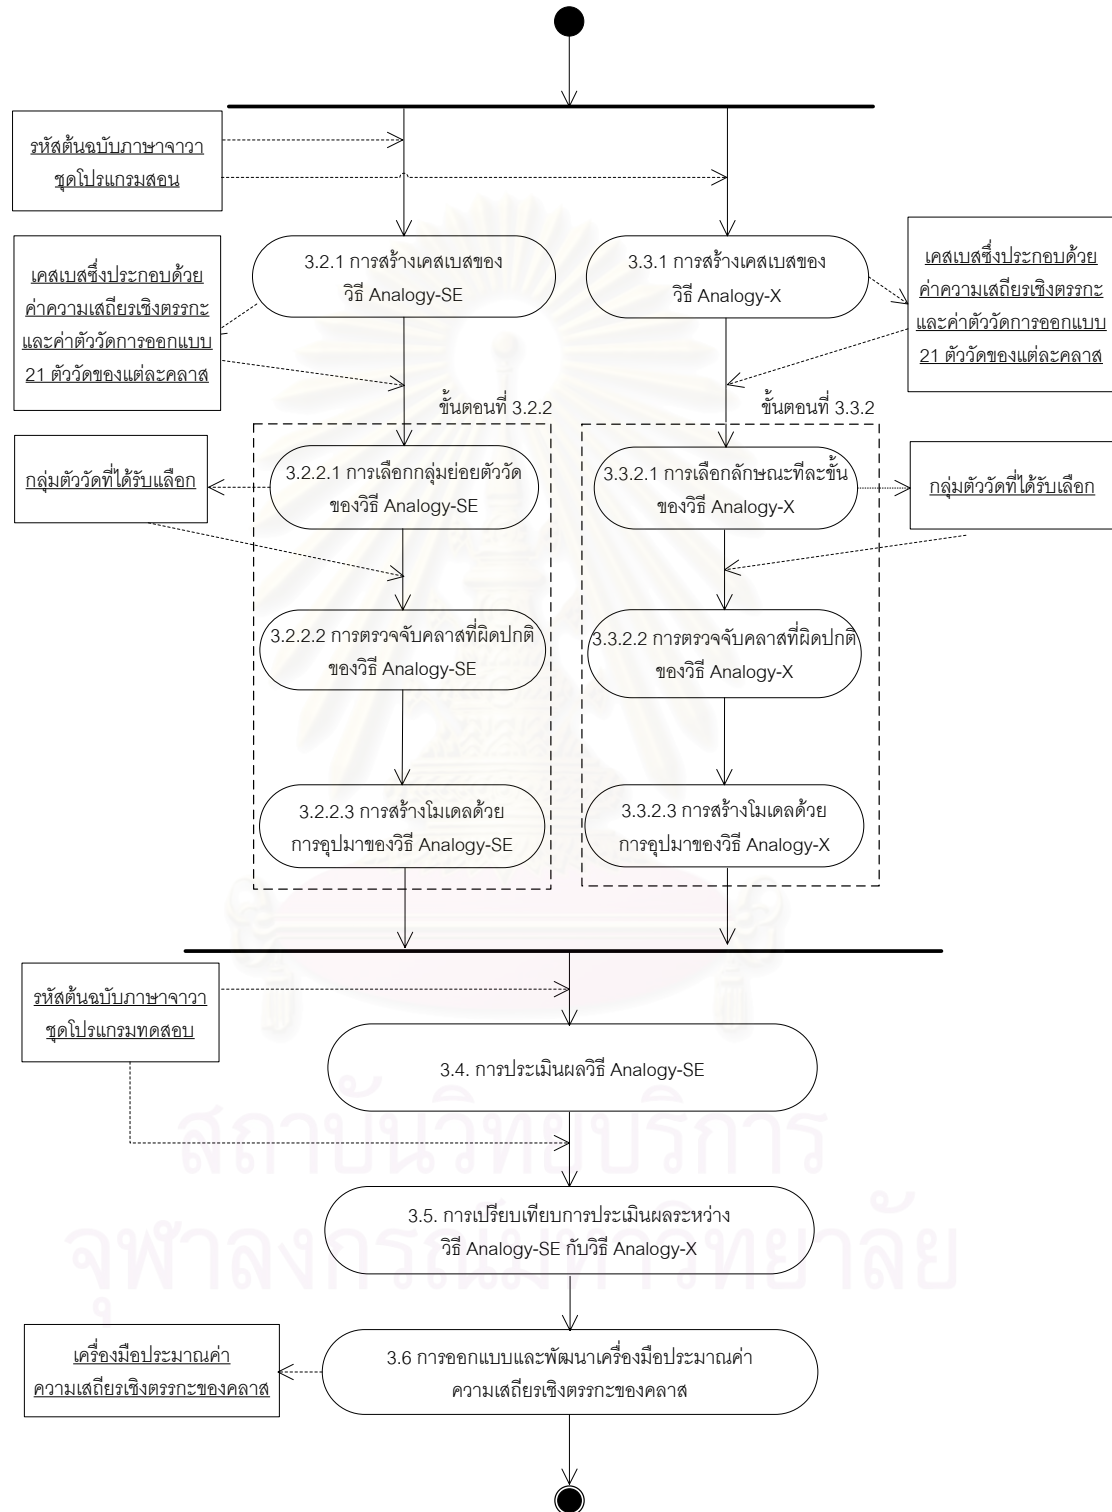 รหัสต้นฉบับภาษาจาวา
ชุดโปรแกรมสอน
3.2.1 การสร้างเคสเบสของ
วิธี Analogy-SE
3.3.1 การสร้างเคสเบสของ
วิธี Analogy-X
เคสเบสซึ่งประกอบด้วย
ค่าความเสถียรเชิงตรรกะ
และค่าตัววัดการออกแบบ
21 ตัววัดของแต่ละคลาส
เคสเบสซึ่งประกอบด้วย
ค่าความเสถียรเชิงตรรกะ
และค่าตัววัดการออกแบบ
21 ตัววัดของแต่ละคลาส
ขั้นตอนที่ 3.2.2
ขั้นตอนที่ 3.3.2
กลุ่มตัววัดที่ได้รับแลือก
3.2.2.1 การเลือกกลุ่มย่อยตัววัด
ของวิธี Analogy-SE
3.3.2.1 การเลือกลักษณะทีละขั้น
ของวิธี Analogy-X
กลุ่มตัววัดที่ได้รับเลือก
3.2.2.2 การตรวจจับคลาสที่ผิดปกติ
ของวิธี Analogy-SE
3.3.2.2 การตรวจจับคลาสที่ผิดปกติ
ของวิธี Analogy-X
3.2.2.3 การสร้างโมเดลด้วย
การอุปมาของวิธี Analogy-SE
3.3.2.3 การสร้างโมเดลด้วย
การอุปมาของวิธี Analogy-X
รหัสต้นฉบับภาษาจาวา
ชุดโปรแกรมทดสอบ
3.4. การประเมินผลวิธี Analogy-SE
สถาบันวิทยบริการ
3.5. การเปรียบเทียบการประเมินผลระหว่าง
วิธี Analogy-SE กับวิธี Analogy-X
จุฬาลงกรณ์มหาวิทยาลัย
เครื่องมือประมาณค่า
ความเสถียรเชิงตรรกะของคลาส
3.6 การออกแบบและพัฒนาเครื่องมือประมาณค่า
ความเสถียรเชิงตรรกะของคลาส